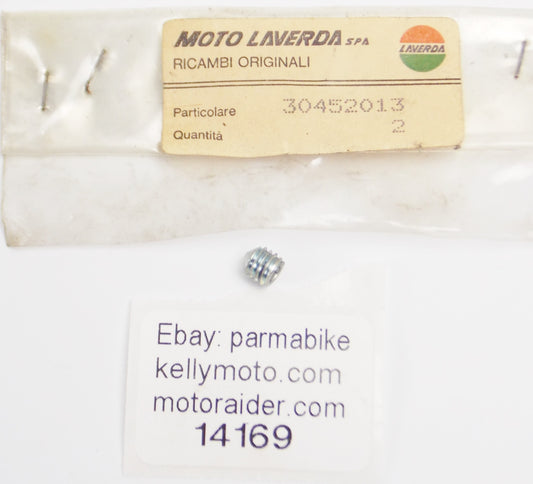 MOTO LAVERDA SPA
LAVERDA
RICAMBI ORIGINALI
Particolare 30452013
Quantità 2
Ebay: parmabike
kellymoto.com
motoraider.com
14169